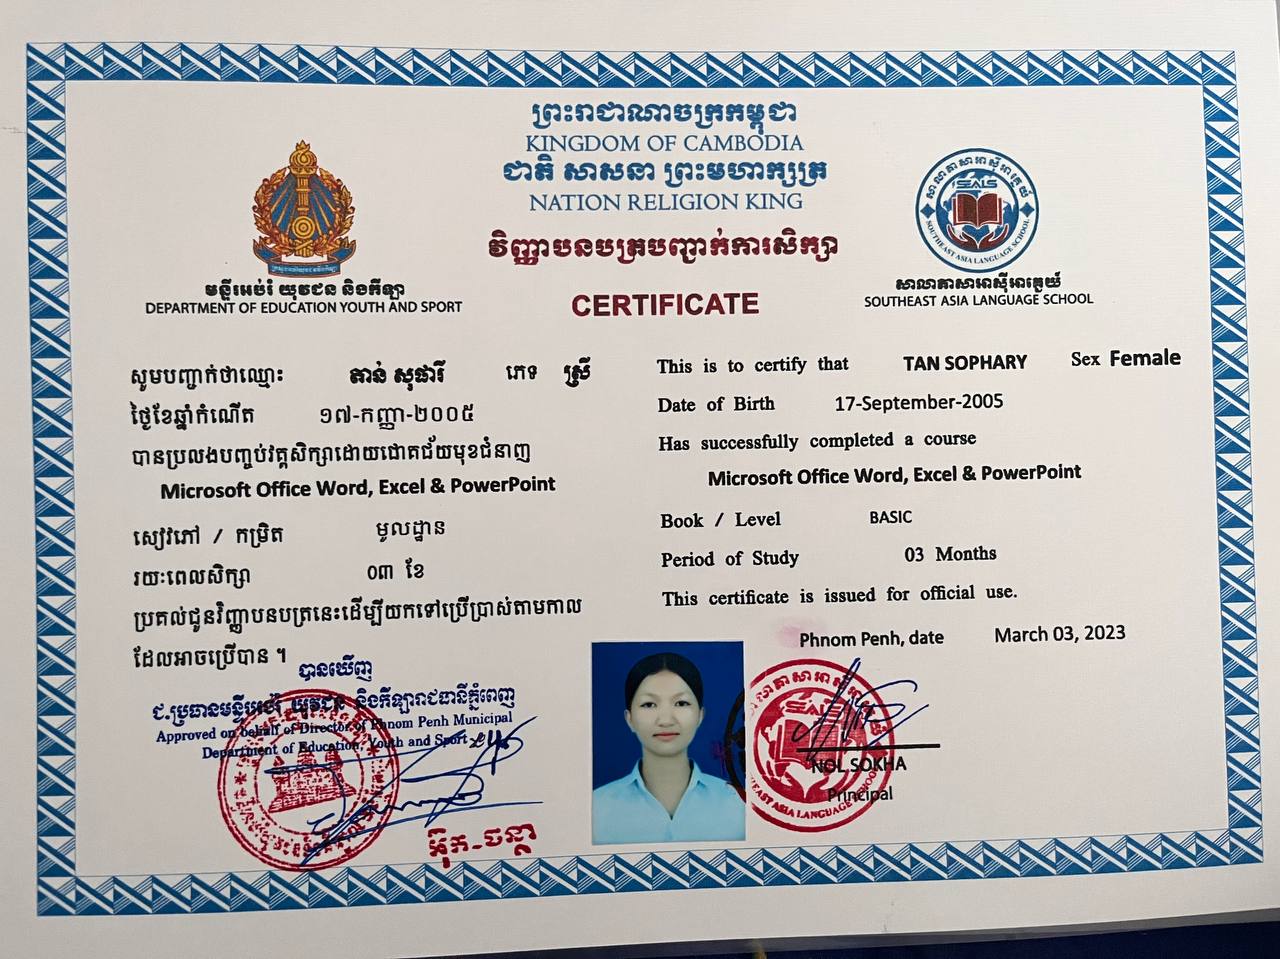 ព្រះរាជាណាចក្រកម្ពុជា
KINGDOM OF CAMBODIA
ជាតិ សាសនា ព្រះមហាក្សត្រ
NATION RELIGION KING
វិញ្ញាបនបត្របញ្ជាក់ការសិក្សា
CERTIFICATE
មន្ទីរអប់រំ យុវជន និងកីឡា
DEPARTMENT OF EDUCATION YOUTH AND SPORT
សាលាភាសាអាស៊ីអាគ្នេយ៍
SEALS
SOUTHEAST ASIA LANGUAGE SCHOOL
សាលាភាសាអាស៊ីអាគ្នេយ៍
SOUTHEAST ASIA LANGUAGE SCHOOL
សូមបញ្ជាក់ថាឈ្មោះ តាន់ សុផារី ភេទ ស្រី
ថ្ងៃខែឆ្នាំកំណើត ១៧-កញ្ញា-២០០៥
បានប្រលងបញ្ចប់វគ្គសិក្សាដោយជោគជ័យមុខជំនាញ
Microsoft Office Word, Excel & PowerPoint
សៀវភៅ / កម្រិត មូលដ្ឋាន
រយៈពេលសិក្សា ០៣ ខែ
ប្រគល់ជូនវិញ្ញាបនបត្រនេះដើម្បីយកទៅប្រើប្រាស់តាមកាល
ដែលអាចប្រើបាន ។
This is to certify that TAN SOPHARY Sex Female
Date of Birth 17-September-2005
Has successfully completed a course
Microsoft Office Word, Excel & PowerPoint
Book / Level BASIC
Period of Study 03 Months
This certificate is issued for official use.
Phnom Penh, date March 03, 2023
បានឃើញ
ជ.ប្រធានមន្ទីរអប់រំ យុវជន និងកីឡារាជធានីភ្នំពេញ
Approved on behalf of Director of Phnom Penh Municipal
Department of Education, Youth and Sport
អ៊ុក-ចន្ថា
SEALS
NOL SOKHA
Principal